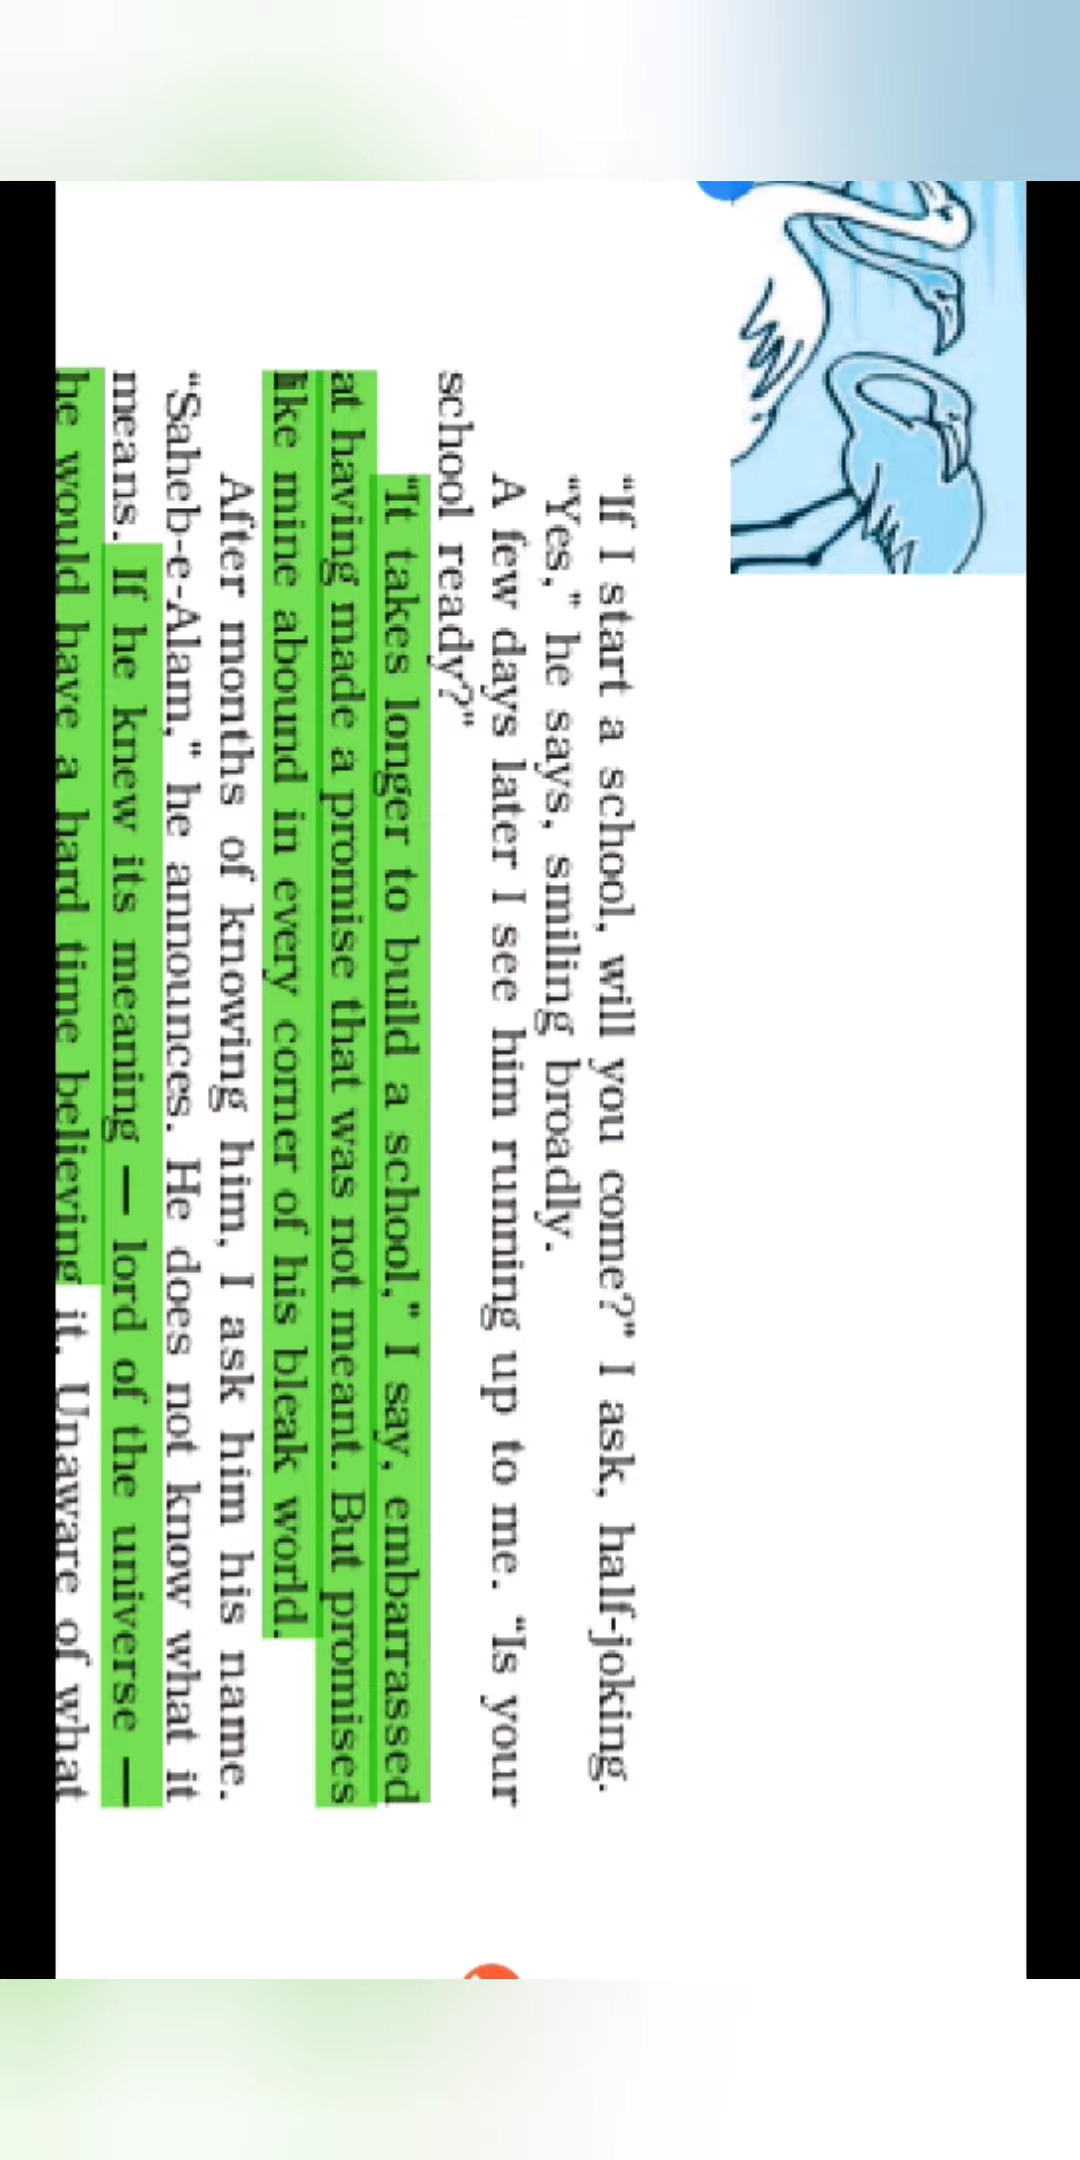 "If I start a school, will you come?" I ask, half-joking.
"Yes," he says, smiling broadly.
A few days later I see him running up to me. "Is your
school ready?"
"It takes longer to build a school," I say, embarrassed
at having made a promise that was not meant. But promises
like mine abound in every corner of his bleak world.
After months of knowing him, I ask him his name.
"Saheb-e-Alam," he announces. He does not know what it
means. If he knew its meaning — lord of the universe —
he would have a hard time believing it. Unaware of what